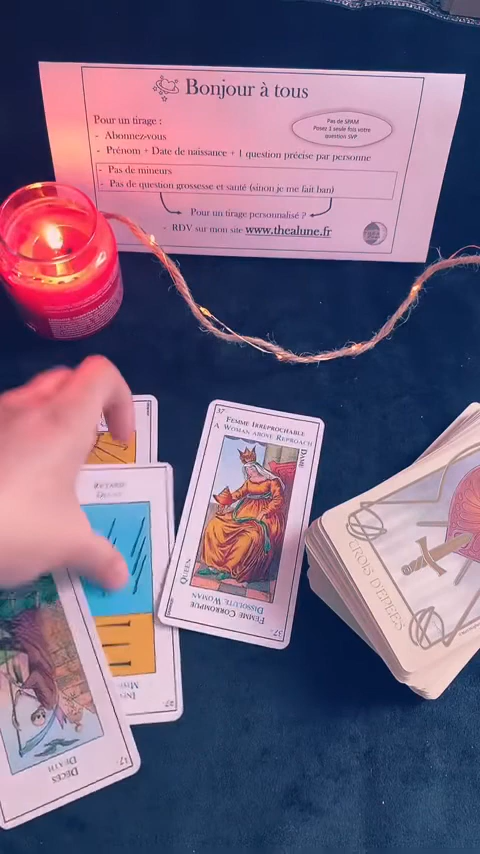 Bonjour à tous
Pour un tirage :
- Abonnez-vous
- Prénom + Date de naissance + 1 question précise par personne
Pas de SPAM
Posez 1 seule fois votre
question SVP
- Pas de mineurs
- Pas de question grossesse et santé (sinon je me fait ban)
Pour un tirage personnalisé ?
- RDV sur mon site www.thealune.fr
37
FEMME IRREPROCHABLE
A WOMAN ABOVE REPROACH
DAME
QUEEN
FEMME CORROMPUE
DISSOLUTE WOMAN
37
TROIS D'EPEES
DECES
DEATH